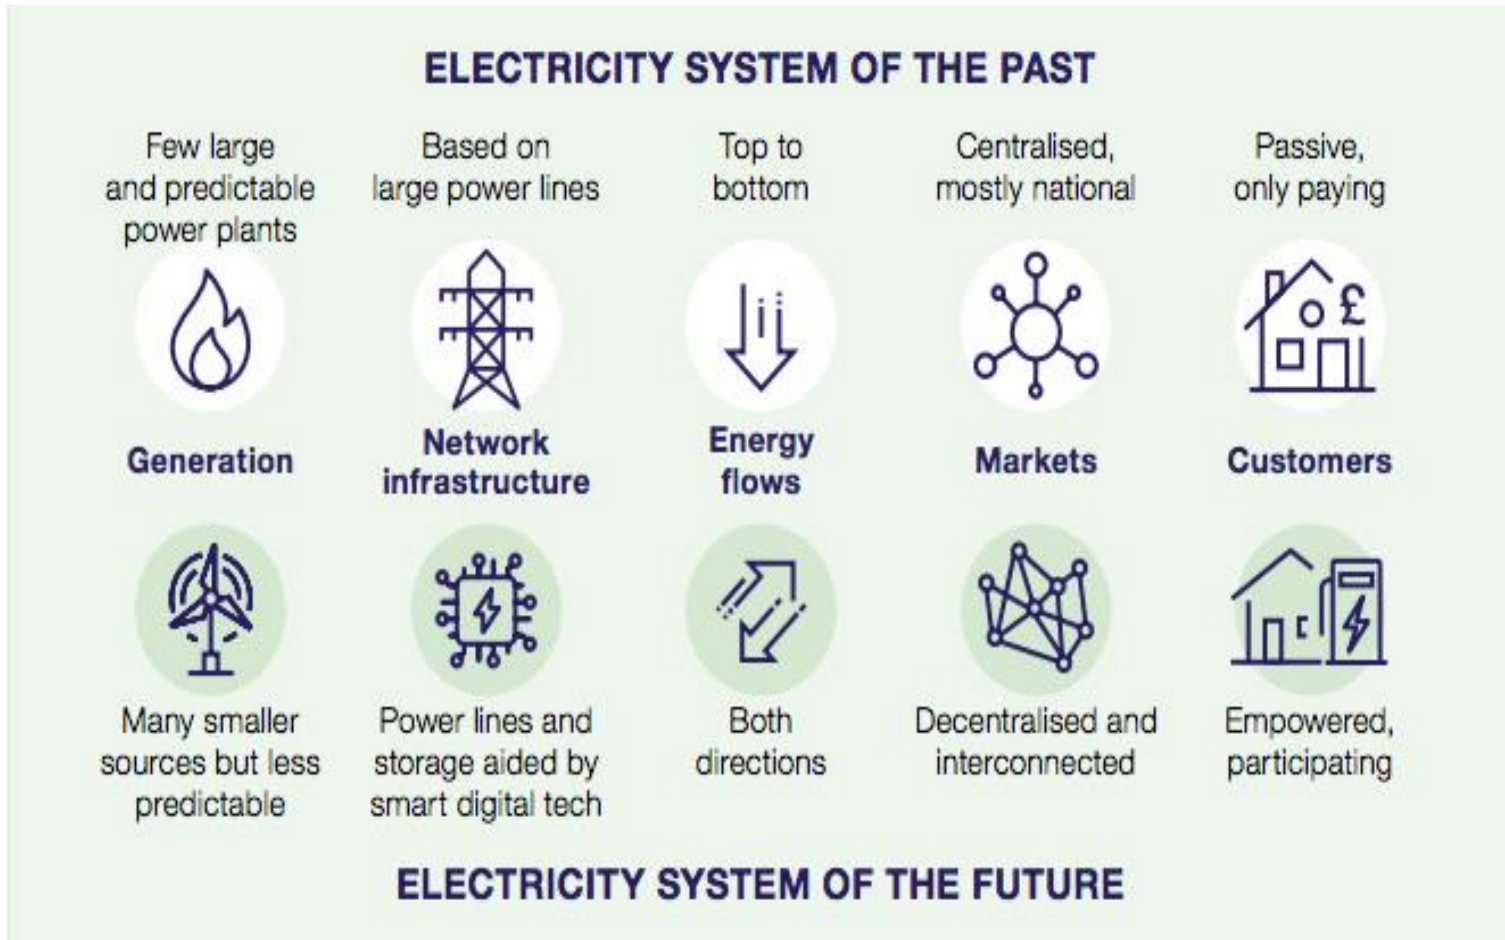 ELECTRICITY SYSTEM OF THE PAST
Few large
and predictable
power plants
Based on
large power lines
Top to
bottom
Centralised,
mostly national
Passive,
only paying
£
Generation
Network
infrastructure
Energy
flows
Markets
Customers
Many smaller
sources but less
predictable
Power lines and
storage aided by
smart digital tech
Both
directions
Decentralised and
interconnected
Empowered,
participating
ELECTRICITY SYSTEM OF THE FUTURE